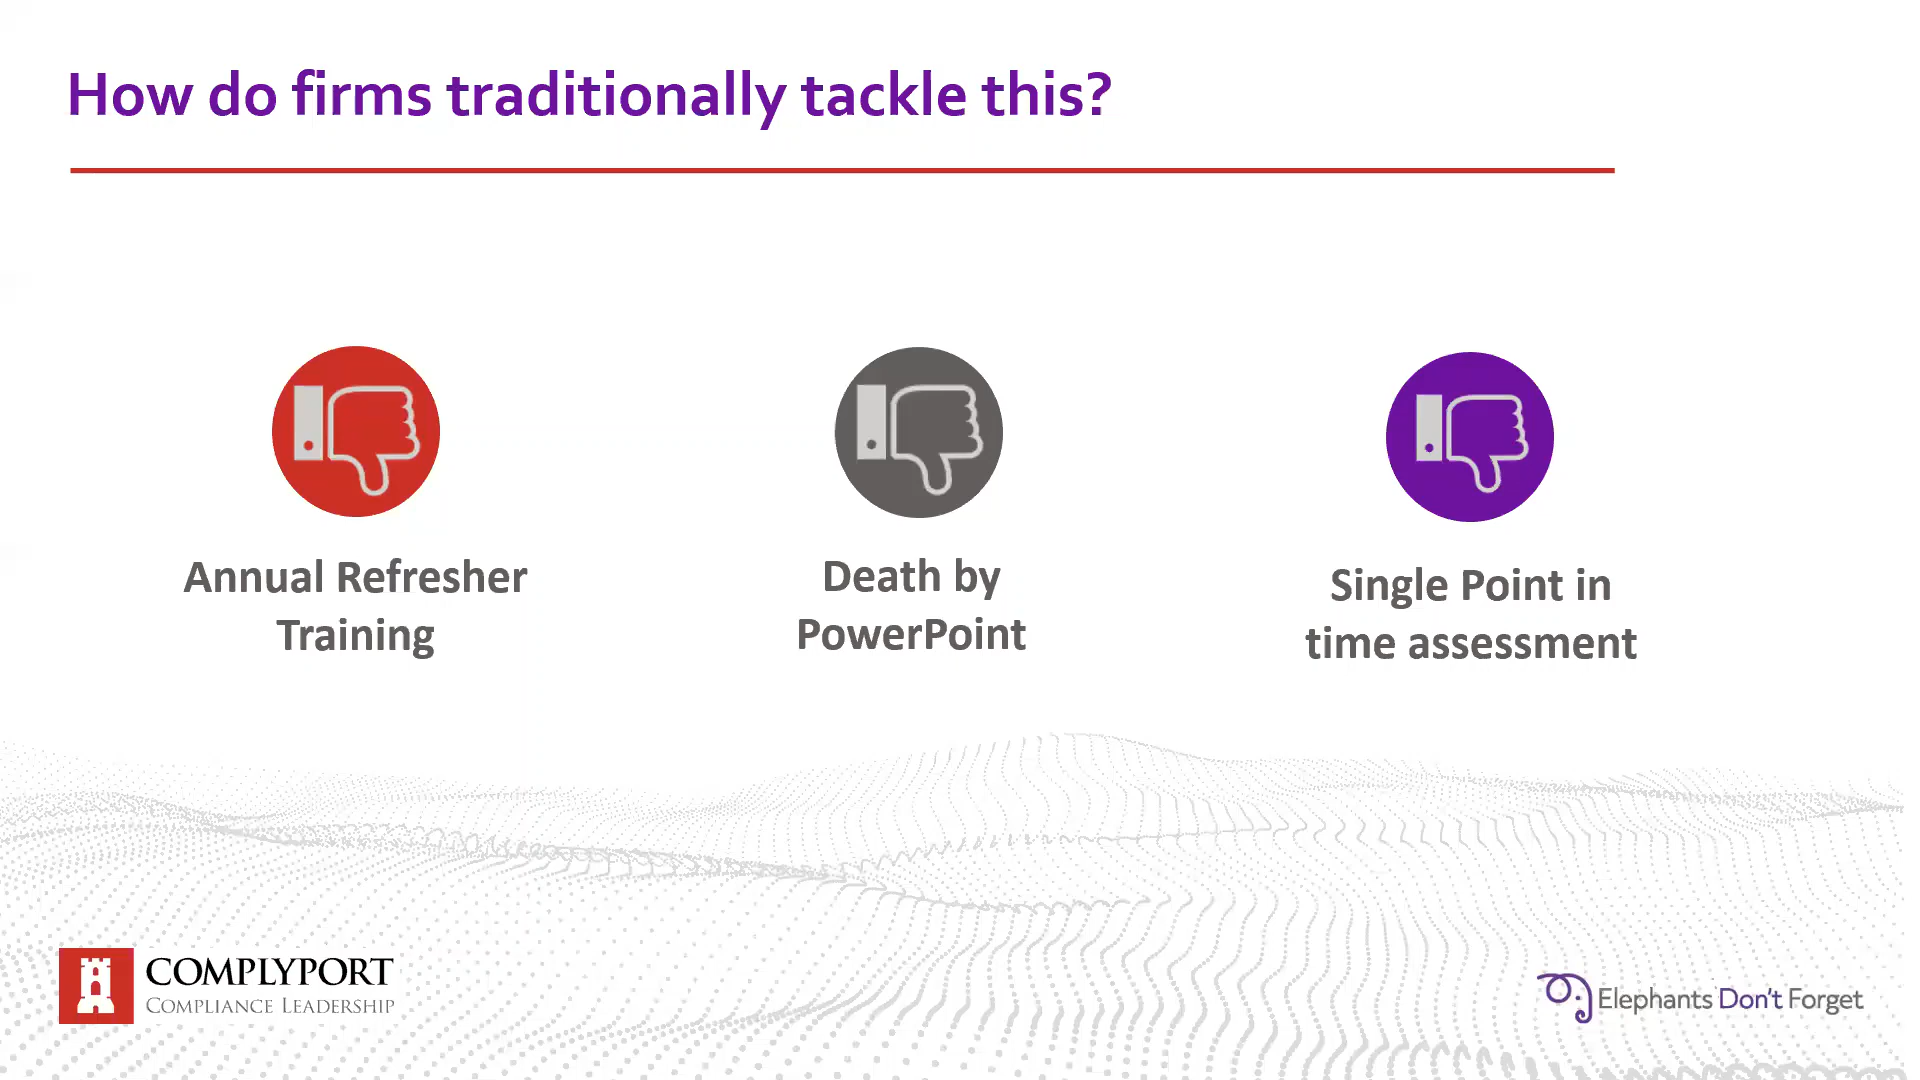 How do firms traditionally tackle this?
Annual Refresher
Training
Death by
PowerPoint
Single Point in
time assessment
COMPLYPORT
COMPLIANCE LEADERSHIP
Elephants Don't Forget